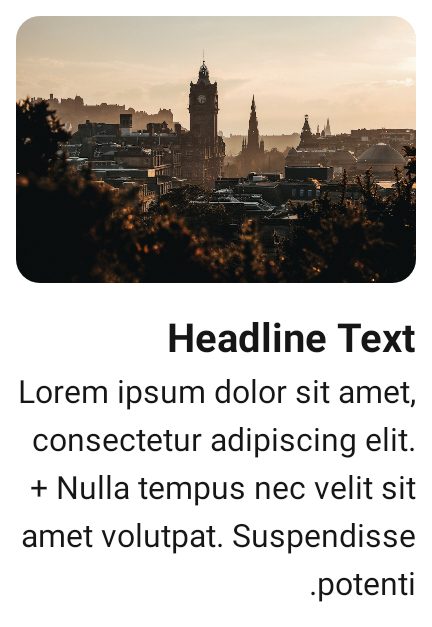 Headline Text
Lorem ipsum dolor sit amet,
consectetur adipiscing elit.
+ Nulla tempus nec velit sit
amet volutpat. Suspendisse
.potenti